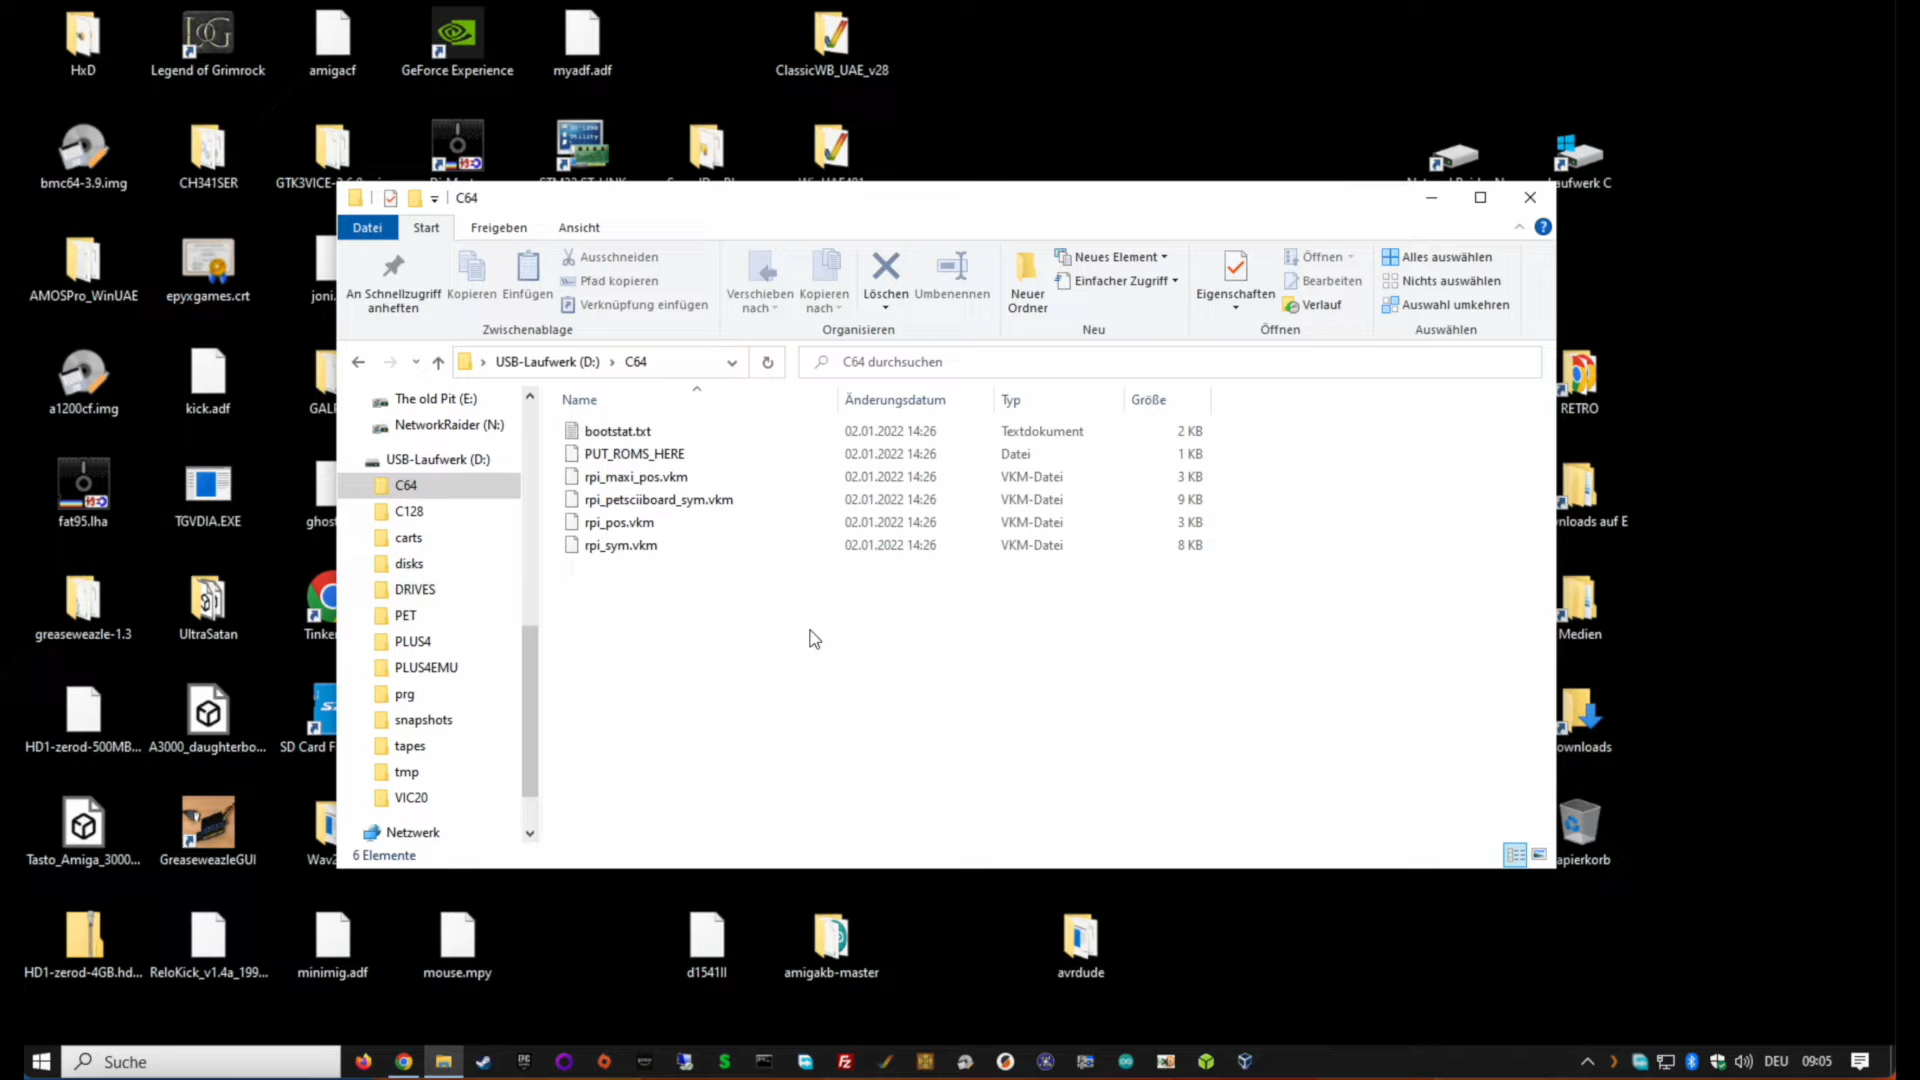 HxD
Legend of Grimrock
amigacf
GeForce Experience
myadf.adf
ClassicWB_UAE_v28
bmc64-3.9.img
CH341SER
C64
Datei
Start
Freigeben
Ansicht
An Schnellzugriff anheften
Kopieren
Einfügen
Ausschneiden
Pfad kopieren
Verknüpfung einfügen
Zwischenablage
Verschieben nach
Kopieren nach
Löschen
Umbenennen
Organisieren
Neuer Ordner
Neues Element
Einfacher Zugriff
Neu
Eigenschaften
Öffnen
Bearbeiten
Verlauf
Öffnen
Alles auswählen
Nichts auswählen
Auswahl umkehren
Auswählen
AMOSPro_WinUAE
epyxgames.crt
joni.
USB-Laufwerk (D:) › C64
C64 durchsuchen
a1200cf.img
kick.adf
RETRO
The old Pit (E:)
NetworkRaider (N:)
USB-Laufwerk (D:)
C64
C128
carts
disks
DRIVES
PET
PLUS4
PLUS4EMU
prg
snapshots
tapes
tmp
VIC20
Netzwerk
6 Elemente
Name Änderungsdatum Typ Größe
bootstat.txt 02.01.2022 14:26 Textdokument 2 KB
PUT_ROMS_HERE 02.01.2022 14:26 Datei 1 KB
rpi_maxi_pos.vkm 02.01.2022 14:26 VKM-Datei 3 KB
rpi_petsciiboard_sym.vkm 02.01.2022 14:26 VKM-Datei 9 KB
rpi_pos.vkm 02.01.2022 14:26 VKM-Datei 3 KB
rpi_sym.vkm 02.01.2022 14:26 VKM-Datei 8 KB
fat95.lha
TGVDIA.EXE
ghost
nloads auf E
greaseweazle-1.3
UltraSatan
Tinker
Medien
HD1-zerod-500MB...
A3000_daughterbo...
SD Card F
ownloads
Tasto_Amiga_3000...
GreaseweazleGUI
Wav2
apierkorb
HD1-zerod-4GB.hd...
ReloKick_v1.4a_199...
minimig.adf
mouse.mpy
d1541II
amigakb-master
avrdude
Suche
DEU
09:05